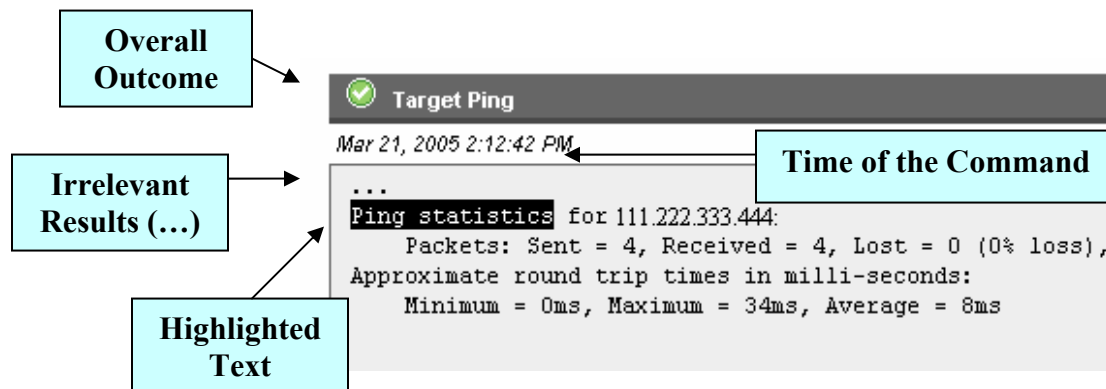 Overall
Outcome
Target Ping
Mar 21, 2005 2:12:42 PM
Time of the Command
Irrelevant
Results (…)
...
Ping statistics for 111.222.333.444:
Packets: Sent = 4, Received = 4, Lost = 0 (0% loss),
Approximate round trip times in milli-seconds:
Minimum = 0ms, Maximum = 34ms, Average = 8ms
Highlighted
Text